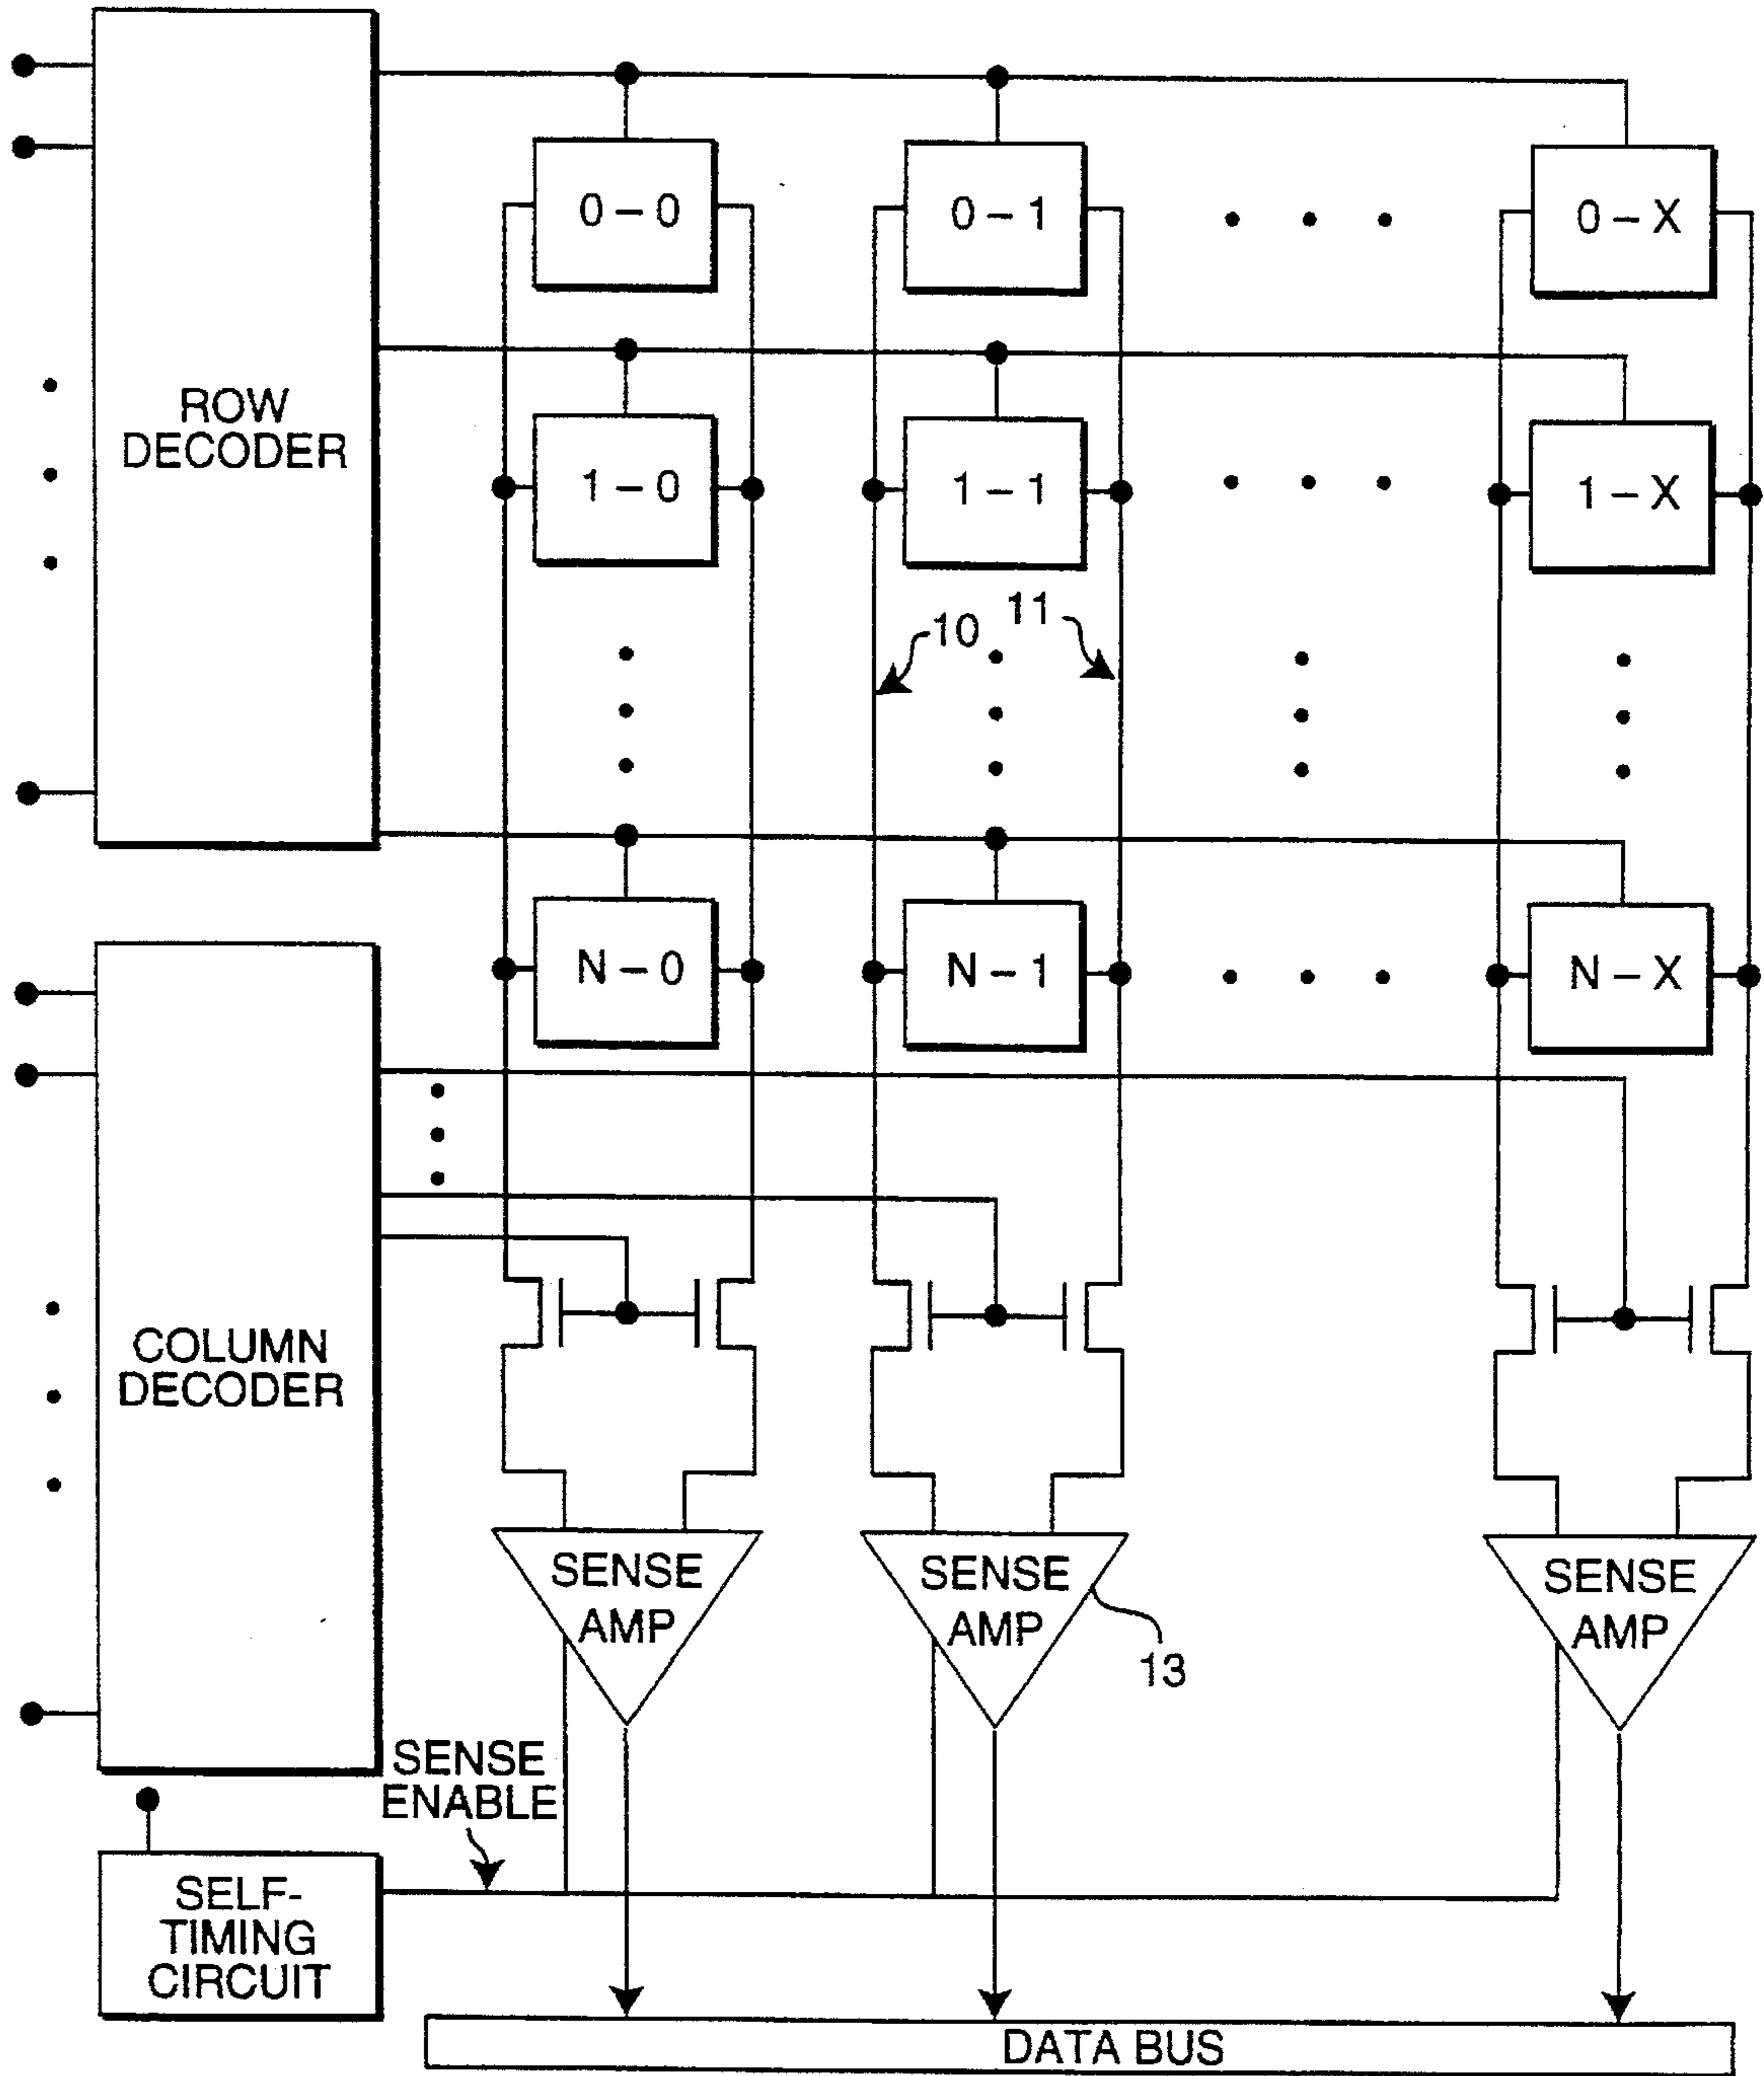 0 – 0
0 – 1
0 – X
ROW
DECODER
1 – 0
1 – 1
1 – X
10
11
N – 0
N – 1
N – X
COLUMN
DECODER
SENSE
AMP
SENSE
AMP
13
SENSE
AMP
SENSE
ENABLE
SELF-
TIMING
CIRCUIT
DATA BUS